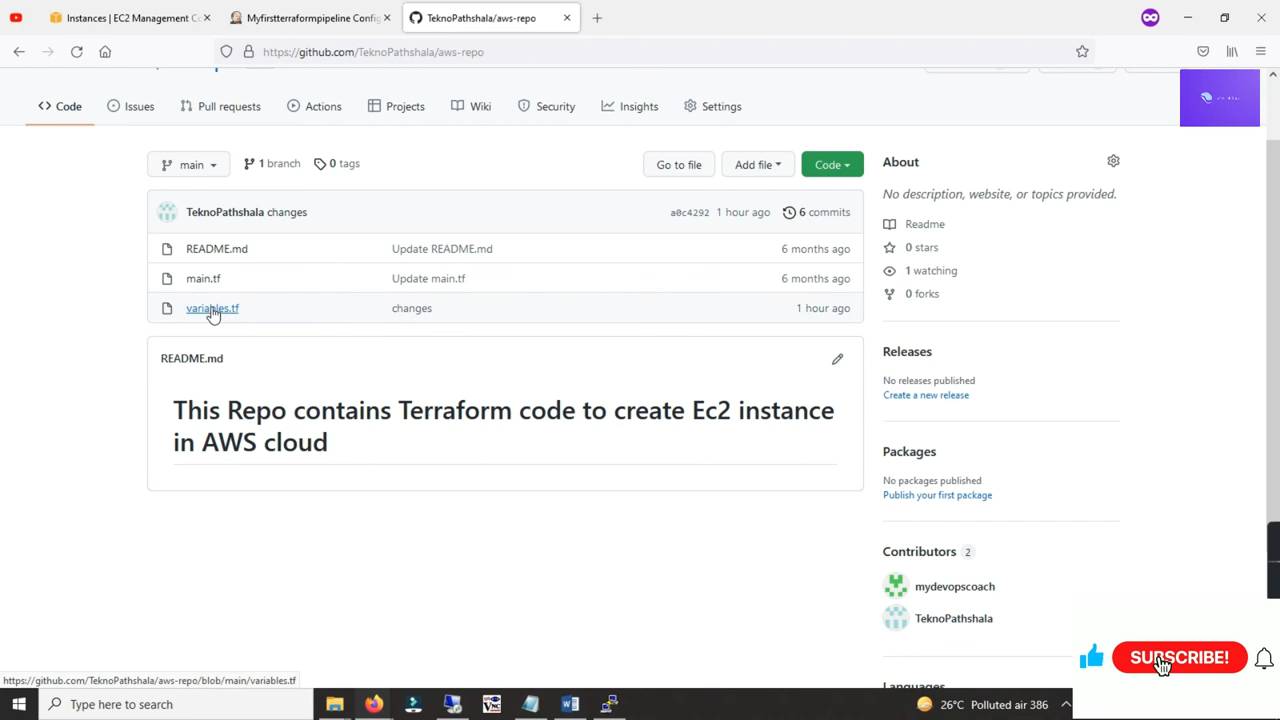 Instances | EC2 Management Co
Myfirstterraformpipeline Config
TeknoPathshala/aws-repo
https://github.com/TeknoPathshala/aws-repo
Code
Issues
Pull requests
Actions
Projects
Wiki
Security
Insights
Settings
main
1 branch
0 tags
Go to file
Add file
Code
TeknoPathshala changes
a0c4292 1 hour ago
6 commits
README.md Update README.md 6 months ago
main.tf Update main.tf 6 months ago
variables.tf changes 1 hour ago
README.md
This Repo contains Terraform code to create Ec2 instance
in AWS cloud
About
No description, website, or topics provided.
Readme
0 stars
1 watching
0 forks
Releases
No releases published
Create a new release
Packages
No packages published
Publish your first package
Contributors 2
mydevopscoach
TeknoPathshala
Languages
SUBSCRIBE!
https://github.com/TeknoPathshala/aws-repo/blob/main/variables.tf
Type here to search
26°C Polluted air 386